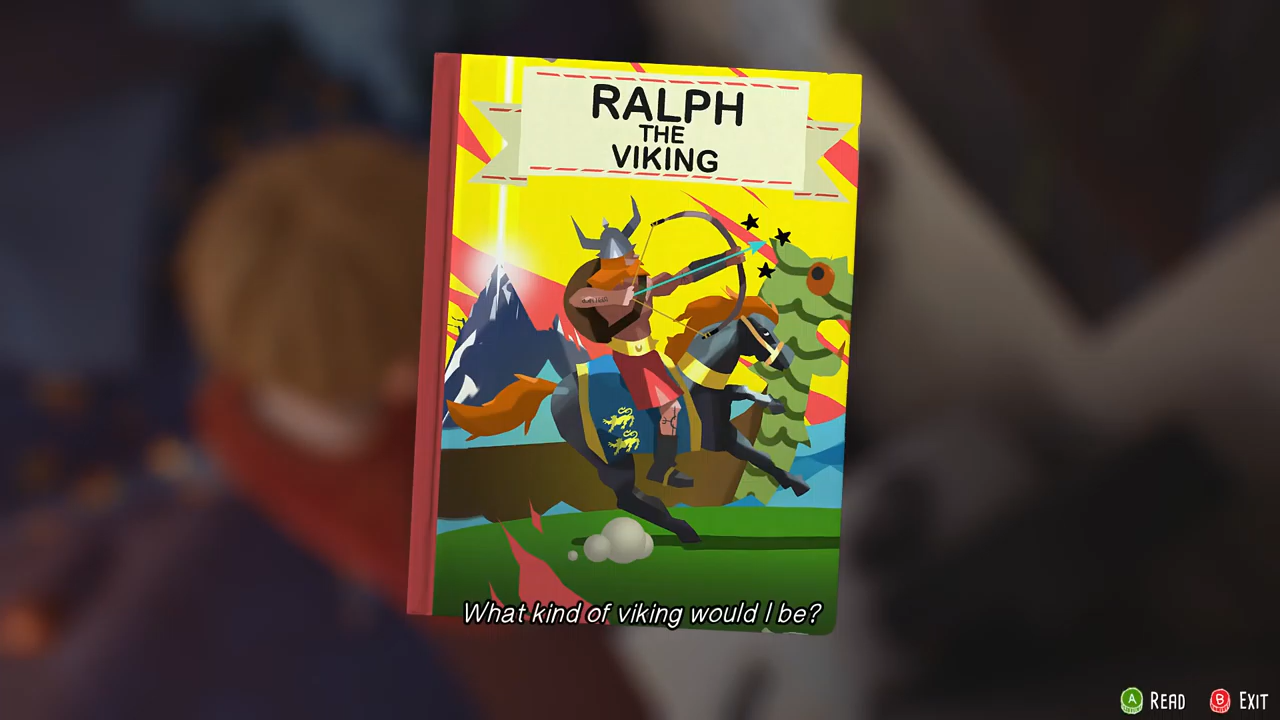 RALPH
THE
VIKING
What kind of viking would I be?
A READ B EXIT